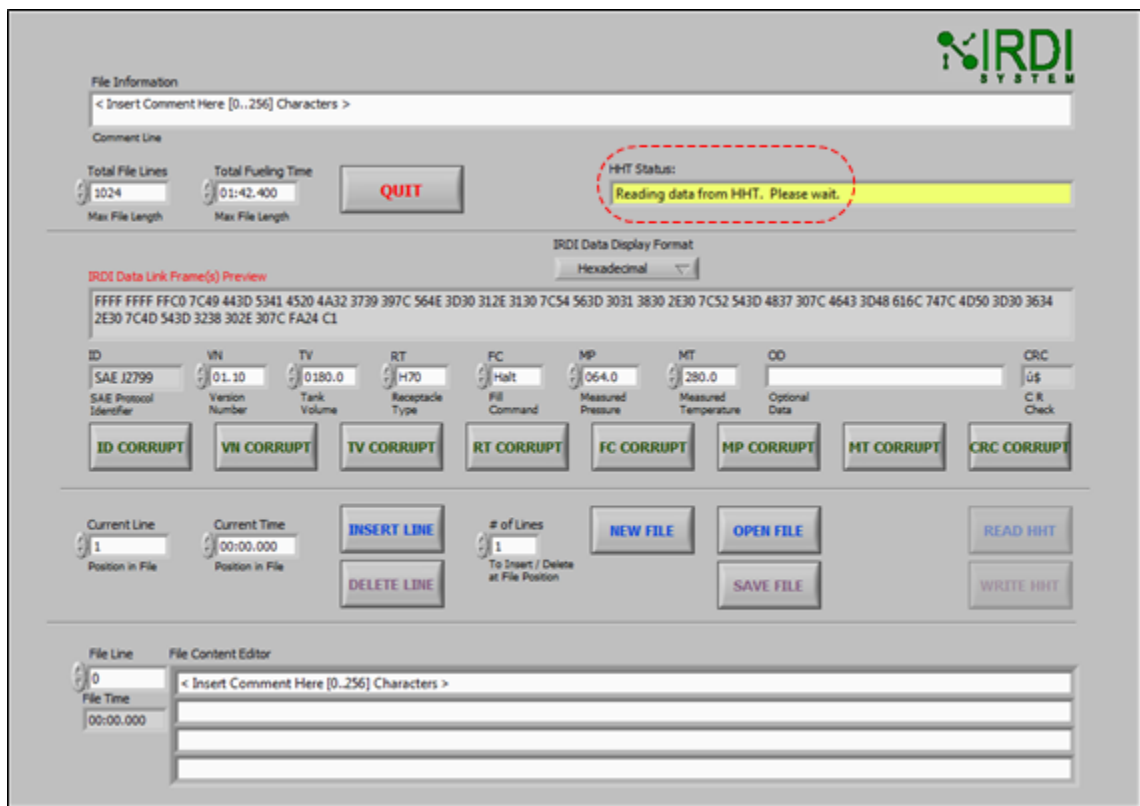 IRDI
SYSTEM
File Information
< Insert Comment Here [0..256] Characters >
Comment Line
Total File Lines Total Fueling Time HHT Status:
1024 01:42.400 QUIT Reading data from HHT. Please wait.
Max File Length Max File Length
IRDI Data Display Format
Hexadecimal
IRDI Data Link Frame(s) Preview
FFFF FFFF FFC0 7C49 443D 5341 4520 4A32 3739 397C 564E 3D30 312E 3130 7C54 563D 3031 3830 2E30 7C52 543D 4837 307C 4643 3D48 616C 747C 4D50 3D30 3634
2E30 7C4D 543D 3238 302E 307C FA24 C1
ID VN TV RT FC MP MT OD CRC
SAE J2799 01.10 0180.0 H70 Halt 064.0 280.0 ú$
SAE Protocol Version Tank Receptacle Fill Measured Measured Optional C R
Identifier Number Volume Type Command Pressure Temperature Data Check
ID CORRUPT VN CORRUPT TV CORRUPT RT CORRUPT FC CORRUPT MP CORRUPT MT CORRUPT CRC CORRUPT
Current Line Current Time INSERT LINE # of Lines NEW FILE OPEN FILE READ HHT
1 00:00.000 1
Position in File Position in File To Insert / Delete
at File Position
DELETE LINE SAVE FILE WRITE HHT
File Line File Content Editor
0 < Insert Comment Here [0..256] Characters >
File Time
00:00.000